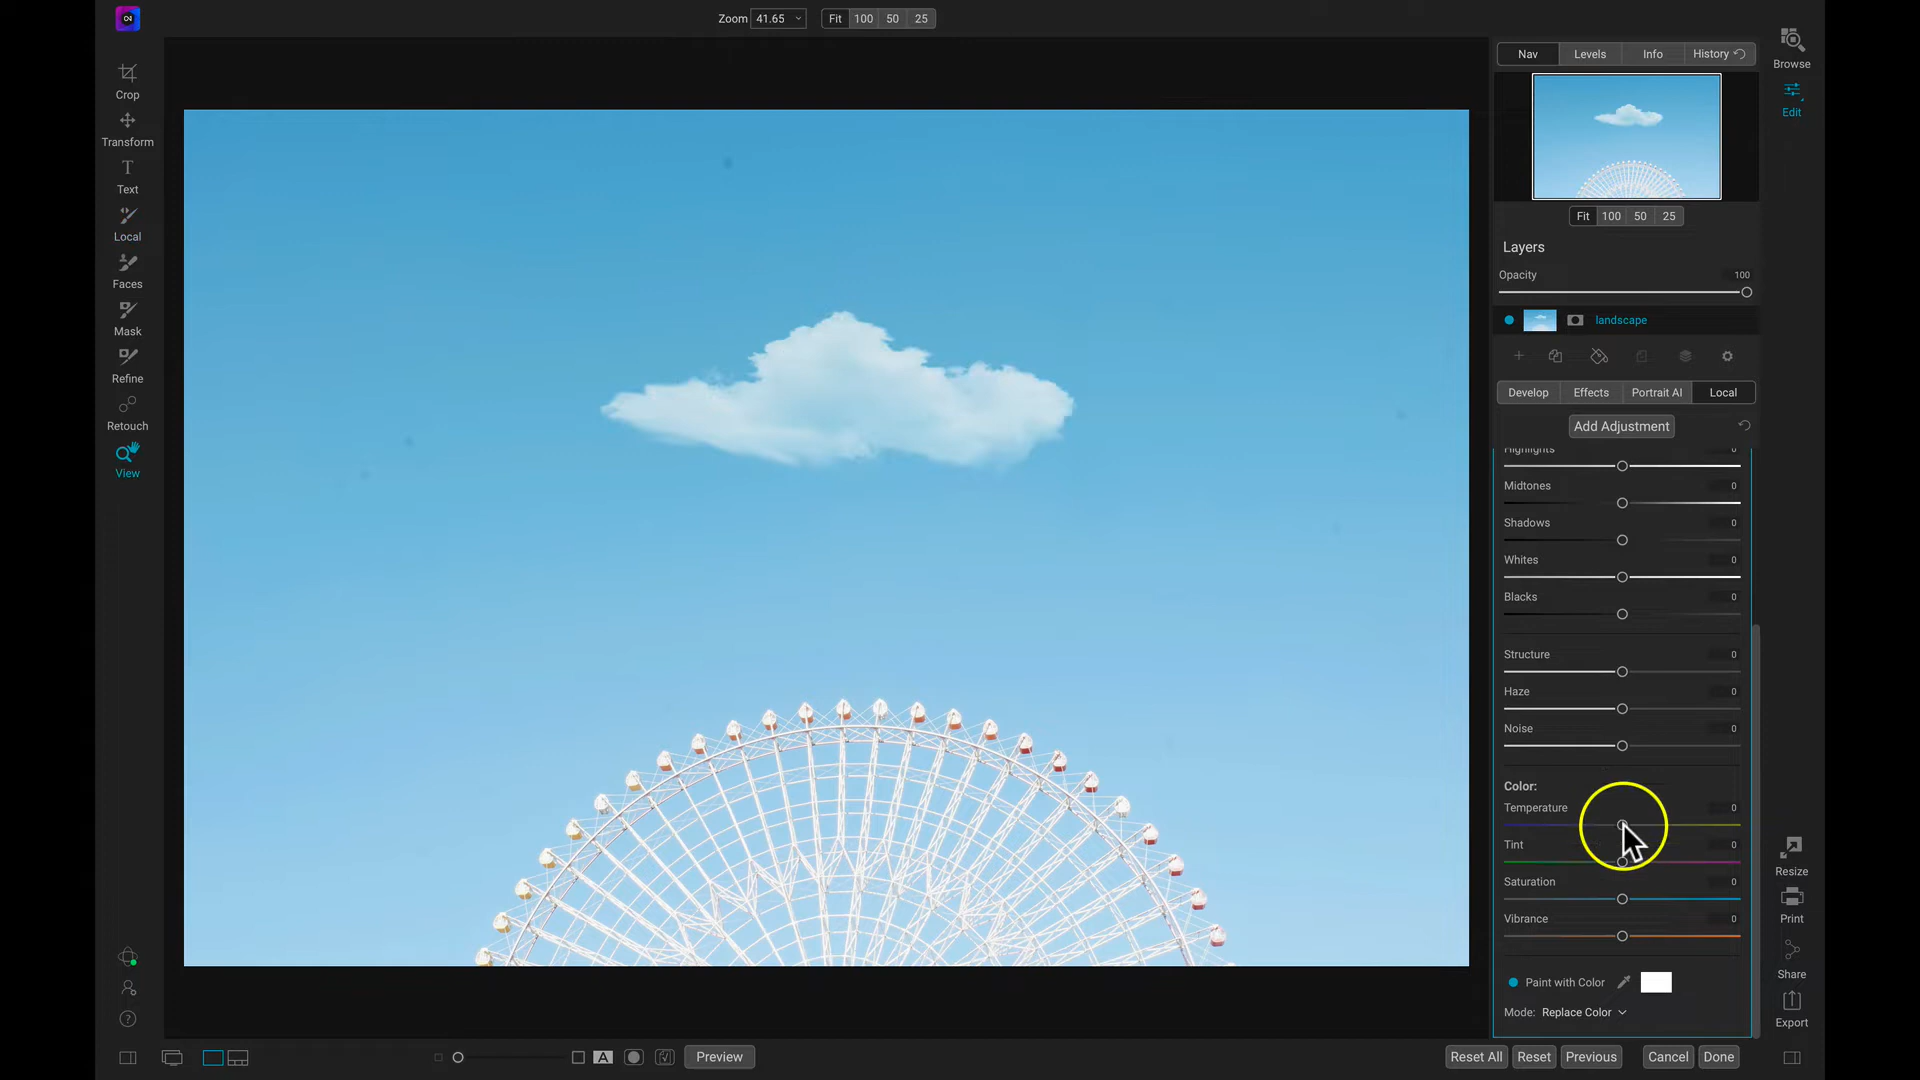 Zoom 41.65 Fit 100 50 25
Crop
Transform
Text
Local
Faces
Mask
Refine
Retouch
View
Nav Levels Info History
Fit 100 50 25
Layers
Opacity 100
landscape
Develop Effects Portrait AI Local
Add Adjustment
Highlights 0
Midtones 0
Shadows 0
Whites 0
Blacks 0
Structure 0
Haze 0
Noise 0
Color:
Temperature 0
Tint 0
Saturation 0
Vibrance 0
Paint with Color
Mode: Replace Color
Browse
Edit
Resize
Print
Share
Export
A Preview
Reset All Reset Previous Cancel Done